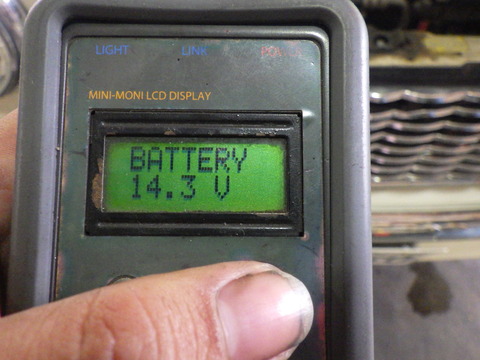 LIGHT LINK
MINI-MONI LCD DISPLAY
BATTERY
14.3 V